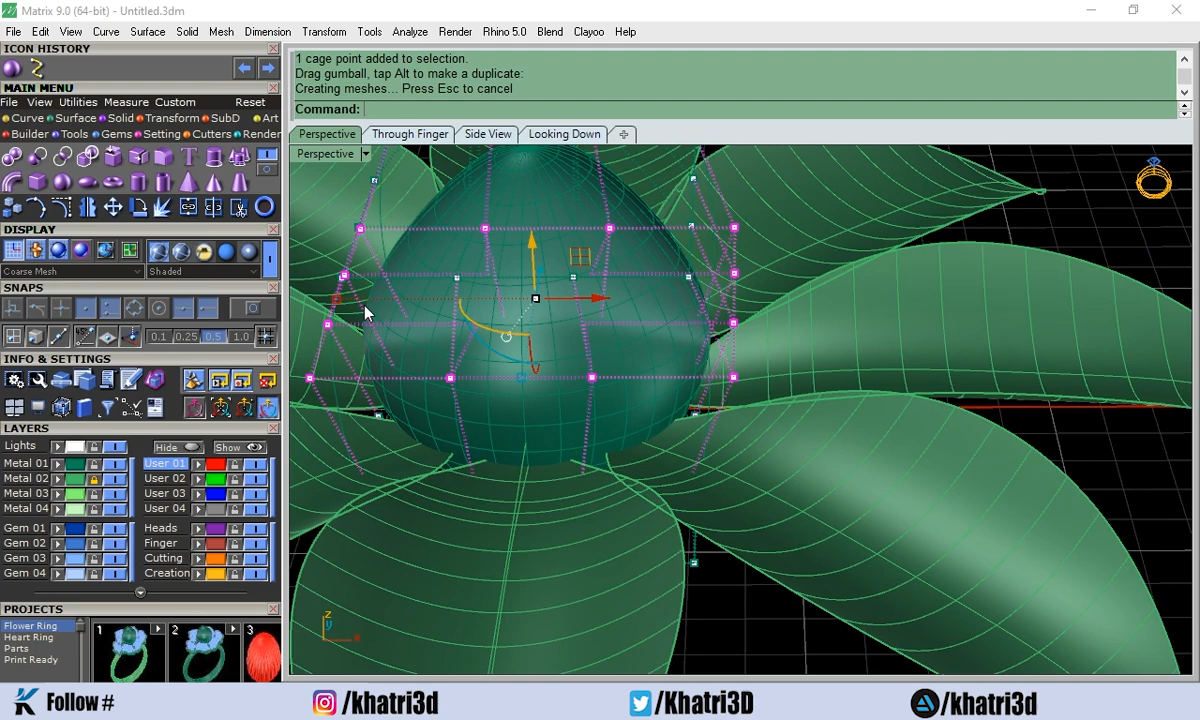 Matrix 9.0 (64-bit) - Untitled.3dm
File Edit View Curve Surface Solid Mesh Dimension Transform Tools Analyze Render Rhino 5.0 Blend Clayoo Help
ICON HISTORY
MAIN MENU
File View Utilities Measure Custom Reset
Curve Surface Solid Transform SubD Art
Builder Tools Gems Setting Cutters Render
DISPLAY
Coarse Mesh Shaded
SNAPS
0.1 0.25 0.5 1.0
INFO & SETTINGS
LAYERS
Lights Hide Show
Metal 01 User 01
Metal 02 User 02
Metal 03 User 03
Metal 04 User 04
Gem 01 Heads
Gem 02 Finger
Gem 03 Cutting
Gem 04 Creation
PROJECTS
Flower Ring
Heart Ring
Parts
Print Ready
1 2 3
1 cage point added to selection.
Drag gumball, tap Alt to make a duplicate:
Creating meshes... Press Esc to cancel
Command:
Perspective Through Finger Side View Looking Down
Perspective
z
y
x
Follow # /khatri3d /Khatri3D /khatri3d